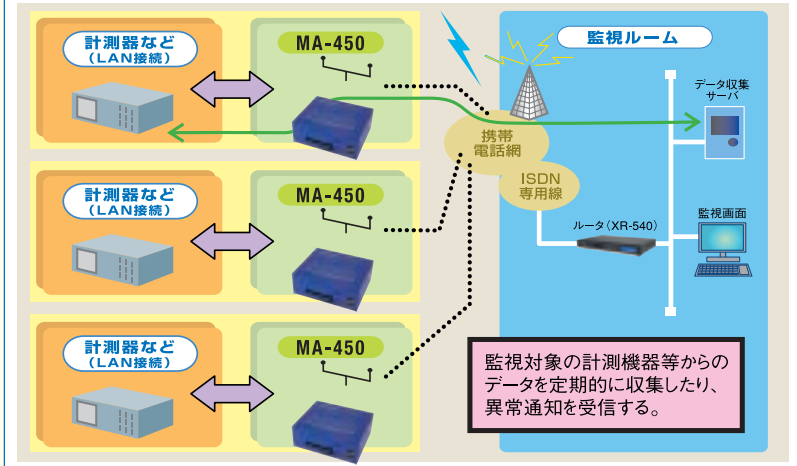 計測器など
(LAN接続)
MA-450
計測器など
(LAN接続)
MA-450
計測器など
(LAN接続)
MA-450
携帯
電話網
ISDN
専用線
監視ルーム
データ収集
サーバ
ルータ(XR-540)
監視画面
監視対象の計測機器等からの
データを定期的に収集したり、
異常通知を受信する。